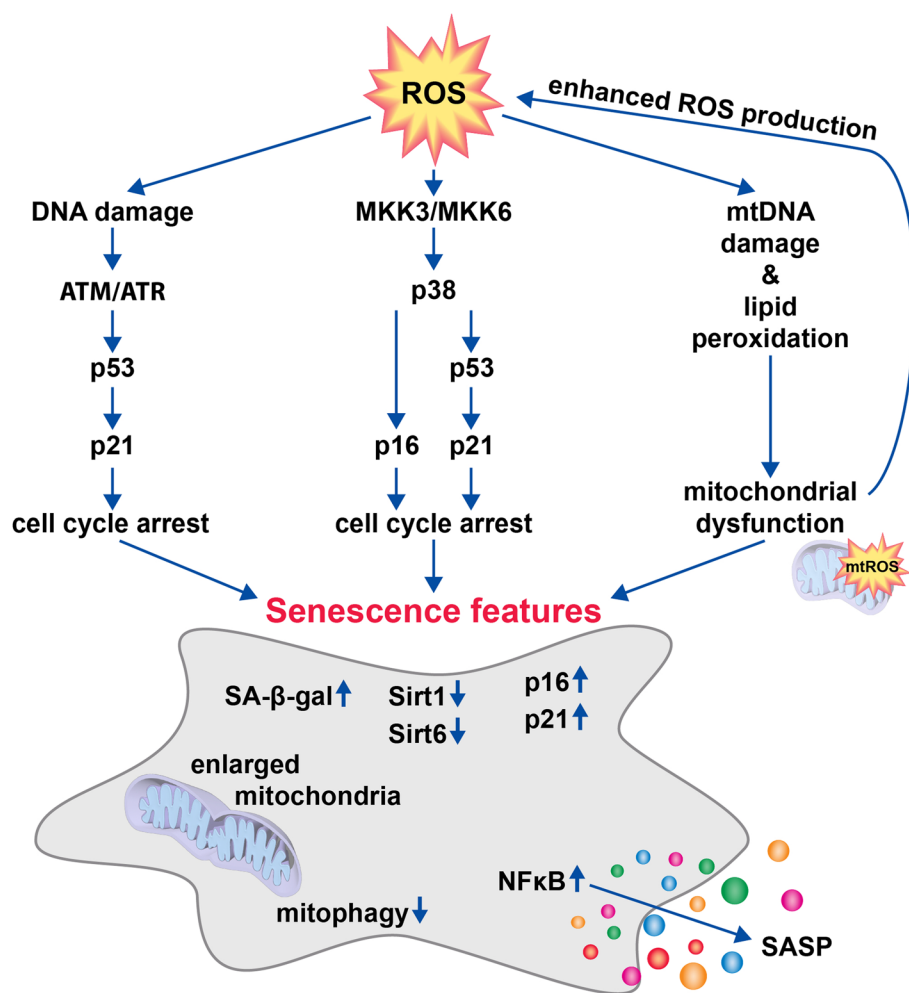 ROS
enhanced ROS production
DNA damage
ATM/ATR
p53
p21
cell cycle arrest
MKK3/MKK6
p38
p53
p16
p21
cell cycle arrest
mtDNA
damage
&
lipid
peroxidation
mitochondrial
dysfunction
mtROS
Senescence features
SA-β-gal
Sirt1
Sirt6
p16
p21
enlarged
mitochondria
mitophagy
NFκB
SASP